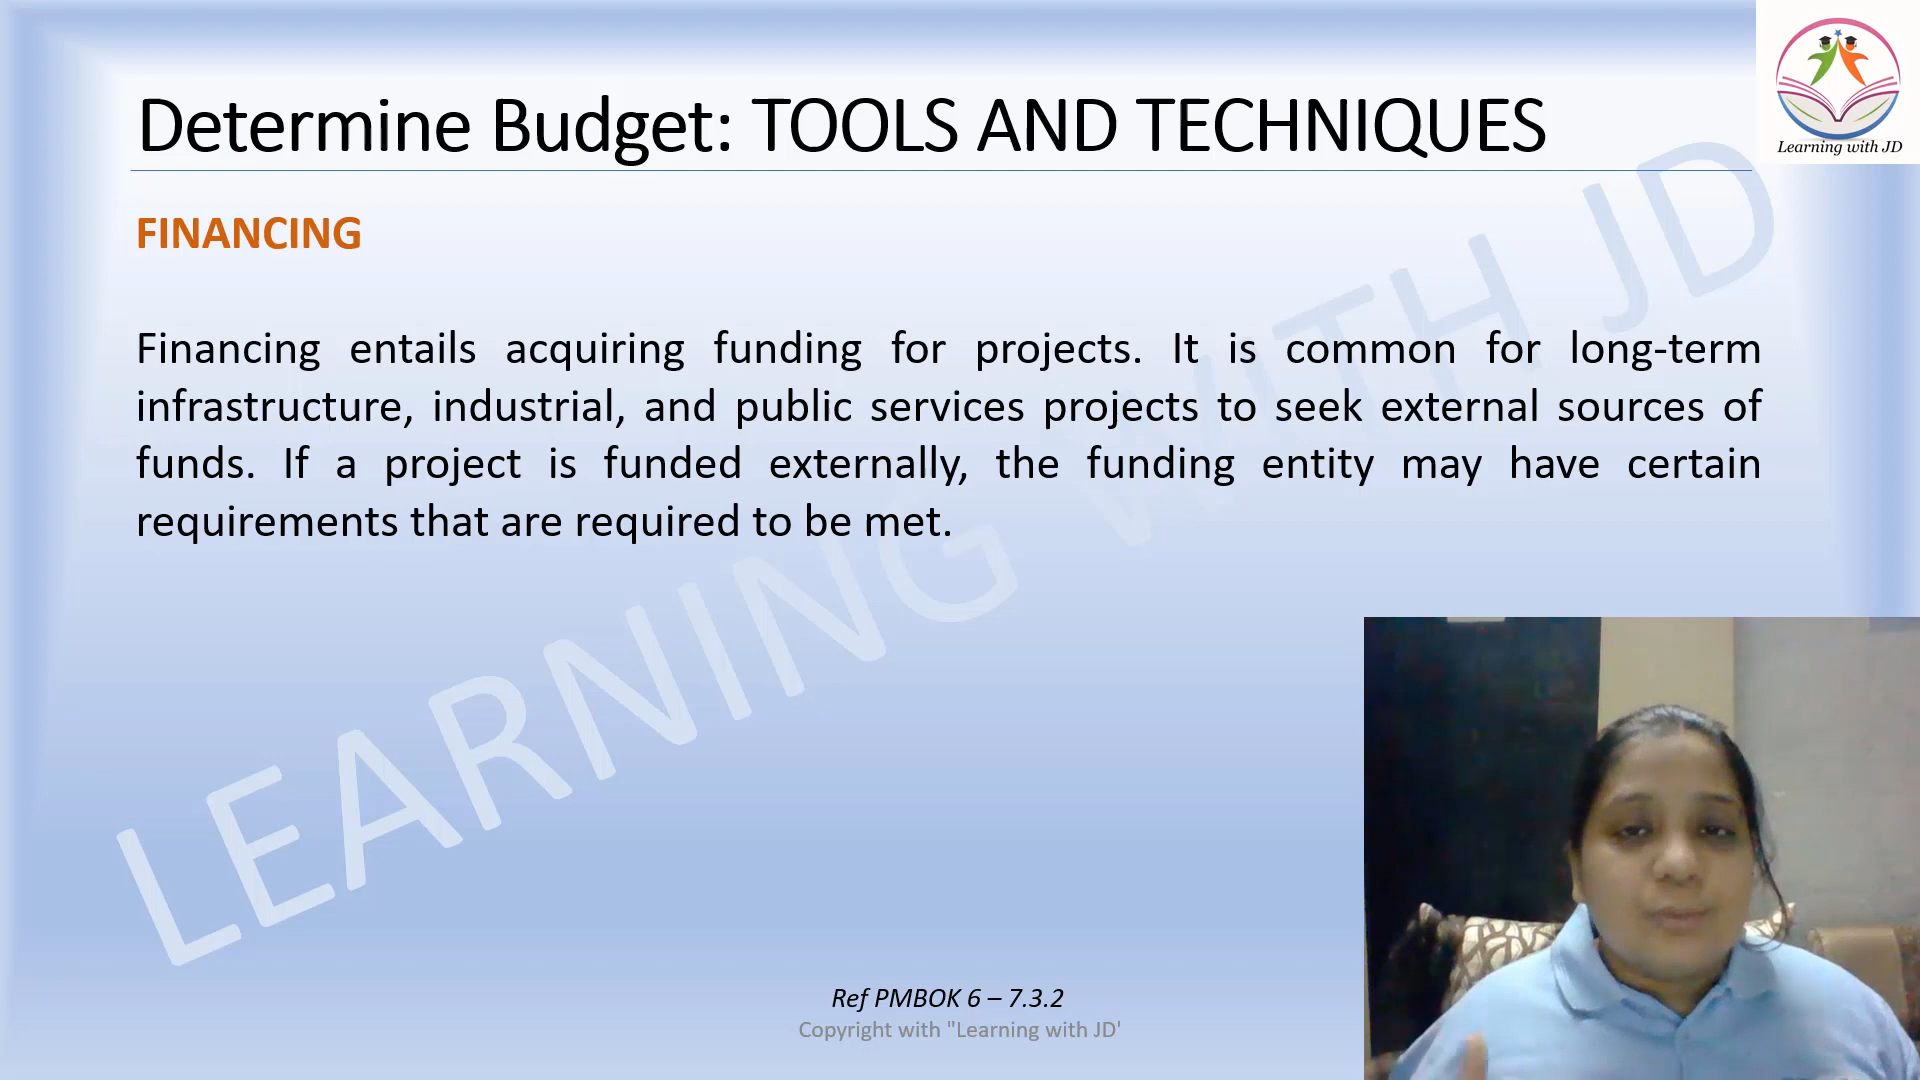 Determine Budget: TOOLS AND TECHNIQUES
Learning with JD
FINANCING
Financing entails acquiring funding for projects. It is common for long-term
infrastructure, industrial, and public services projects to seek external sources of
funds. If a project is funded externally, the funding entity may have certain
requirements that are required to be met.
LEARNING WITH JD
Ref PMBOK 6 – 7.3.2
Copyright with "Learning with JD'